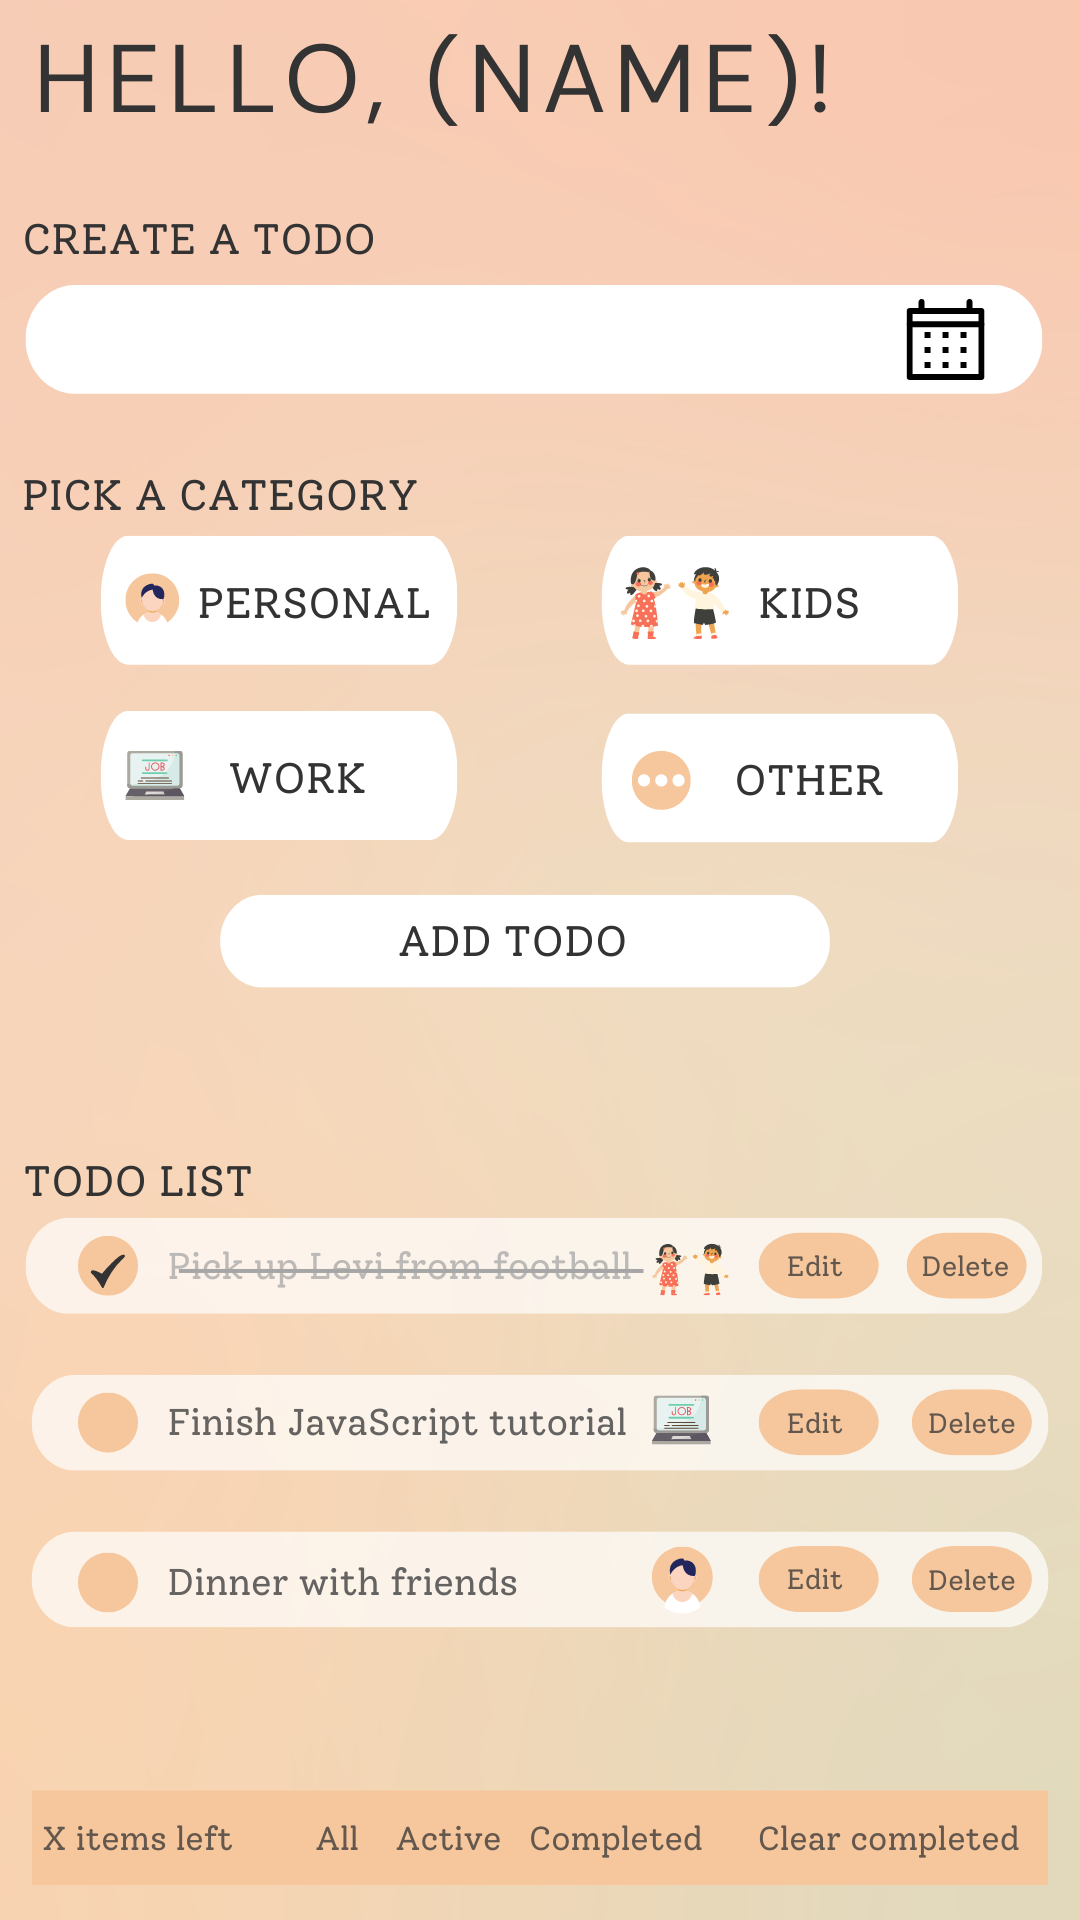 HELLO, (NAME)!
CREATE A TODO
PICK A CATEGORY
PERSONAL
KIDS
JOB
WORK
OTHER
ADD TODO
TODO LIST
Pick up Levi from football
Edit
Delete
Finish JavaScript tutorial
JOB
Edit
Delete
Dinner with friends
Edit
Delete
X items left
All
Active
Completed
Clear completed